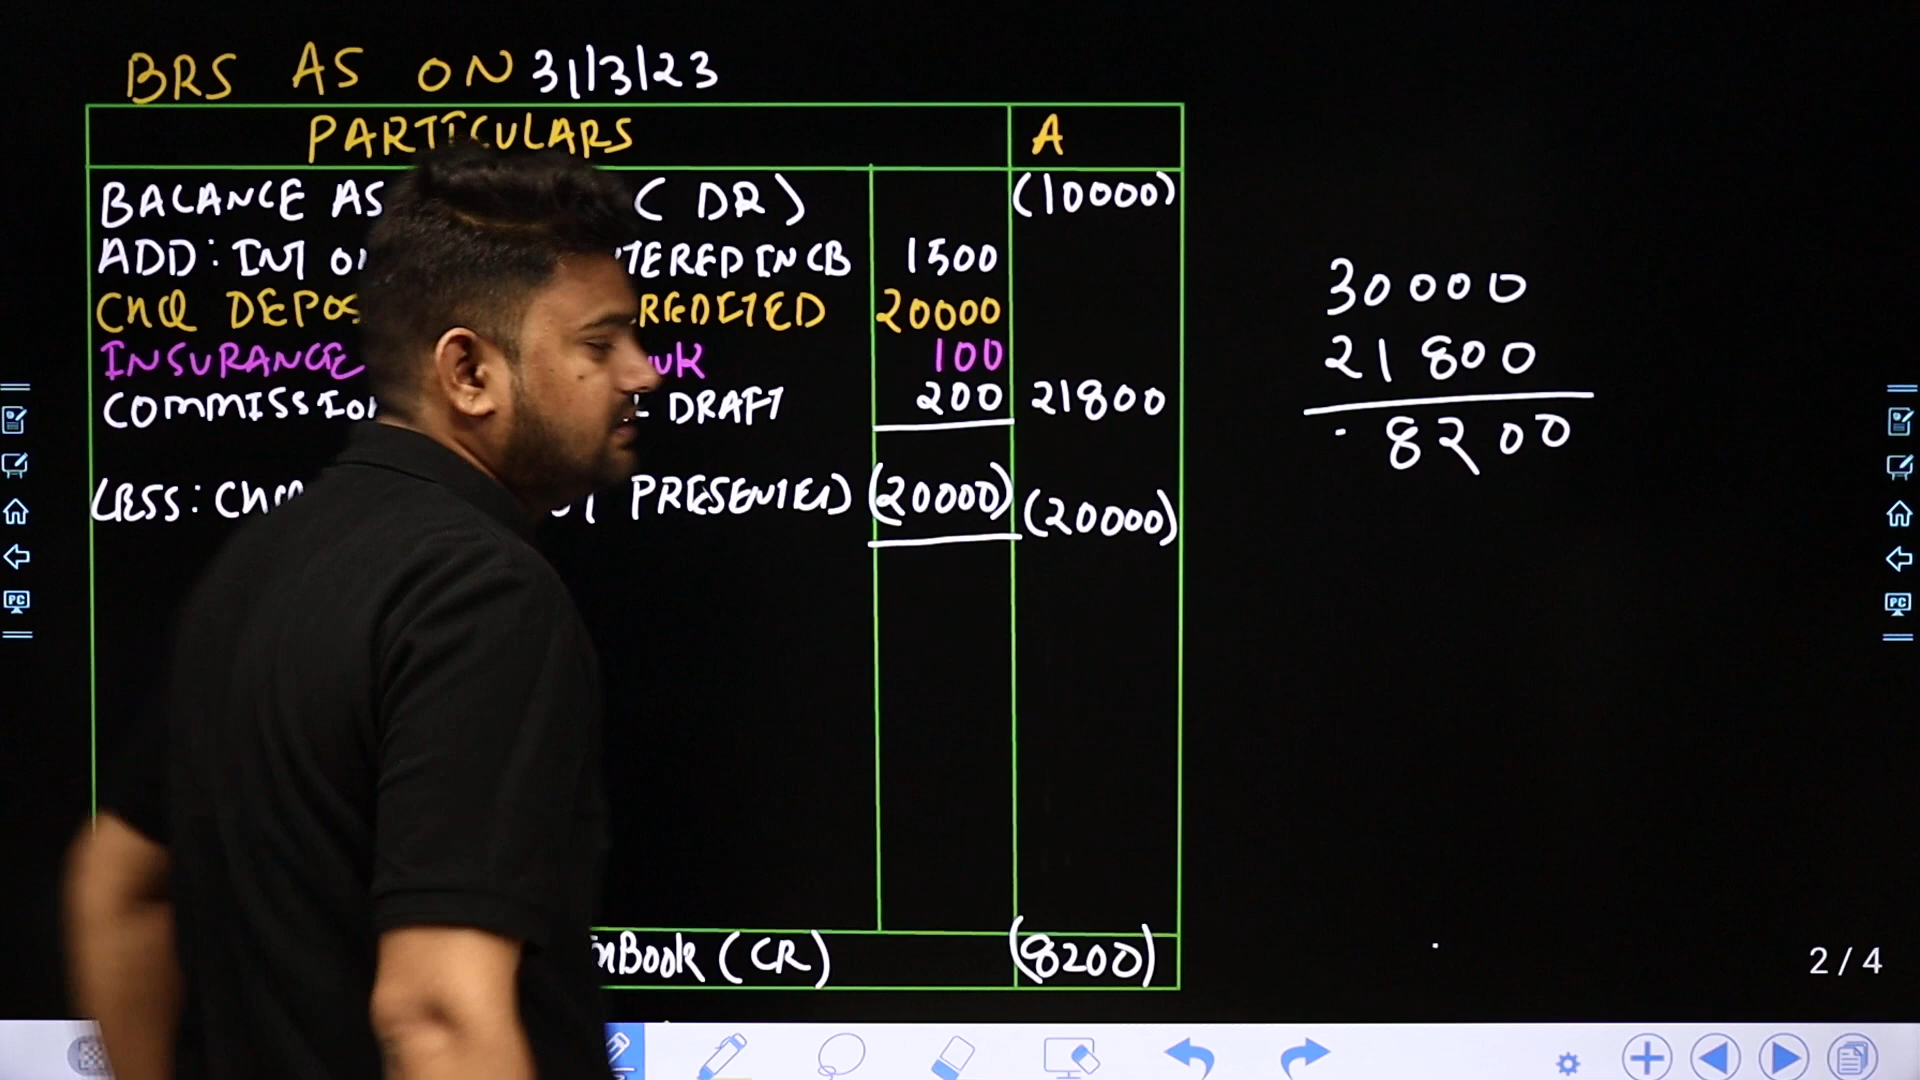 BRS AS ON 31/3/23
PARTICULARS A
BALANCE AS (DR) (10000)
ADD: INT TERED IN CB 1500
CHQ DEPOS REDITED 20000
INSURANCE 100
COMMISSION DRAFT 200 21800
LESS: PRESENTED) (20000) (20000)
Book (CR) (8200)
30000
21800
8200
2 / 4
PC
PC